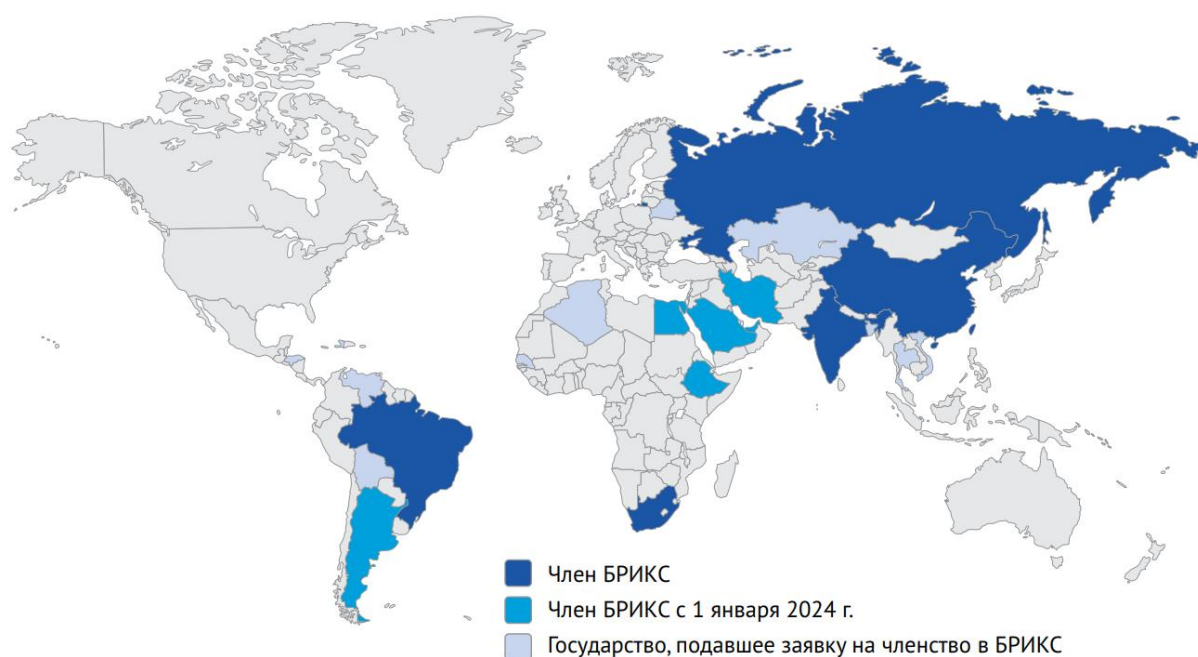 Член БРИКС
Член БРИКС с 1 января 2024 г.
Государство, подавшее заявку на членство в БРИКС